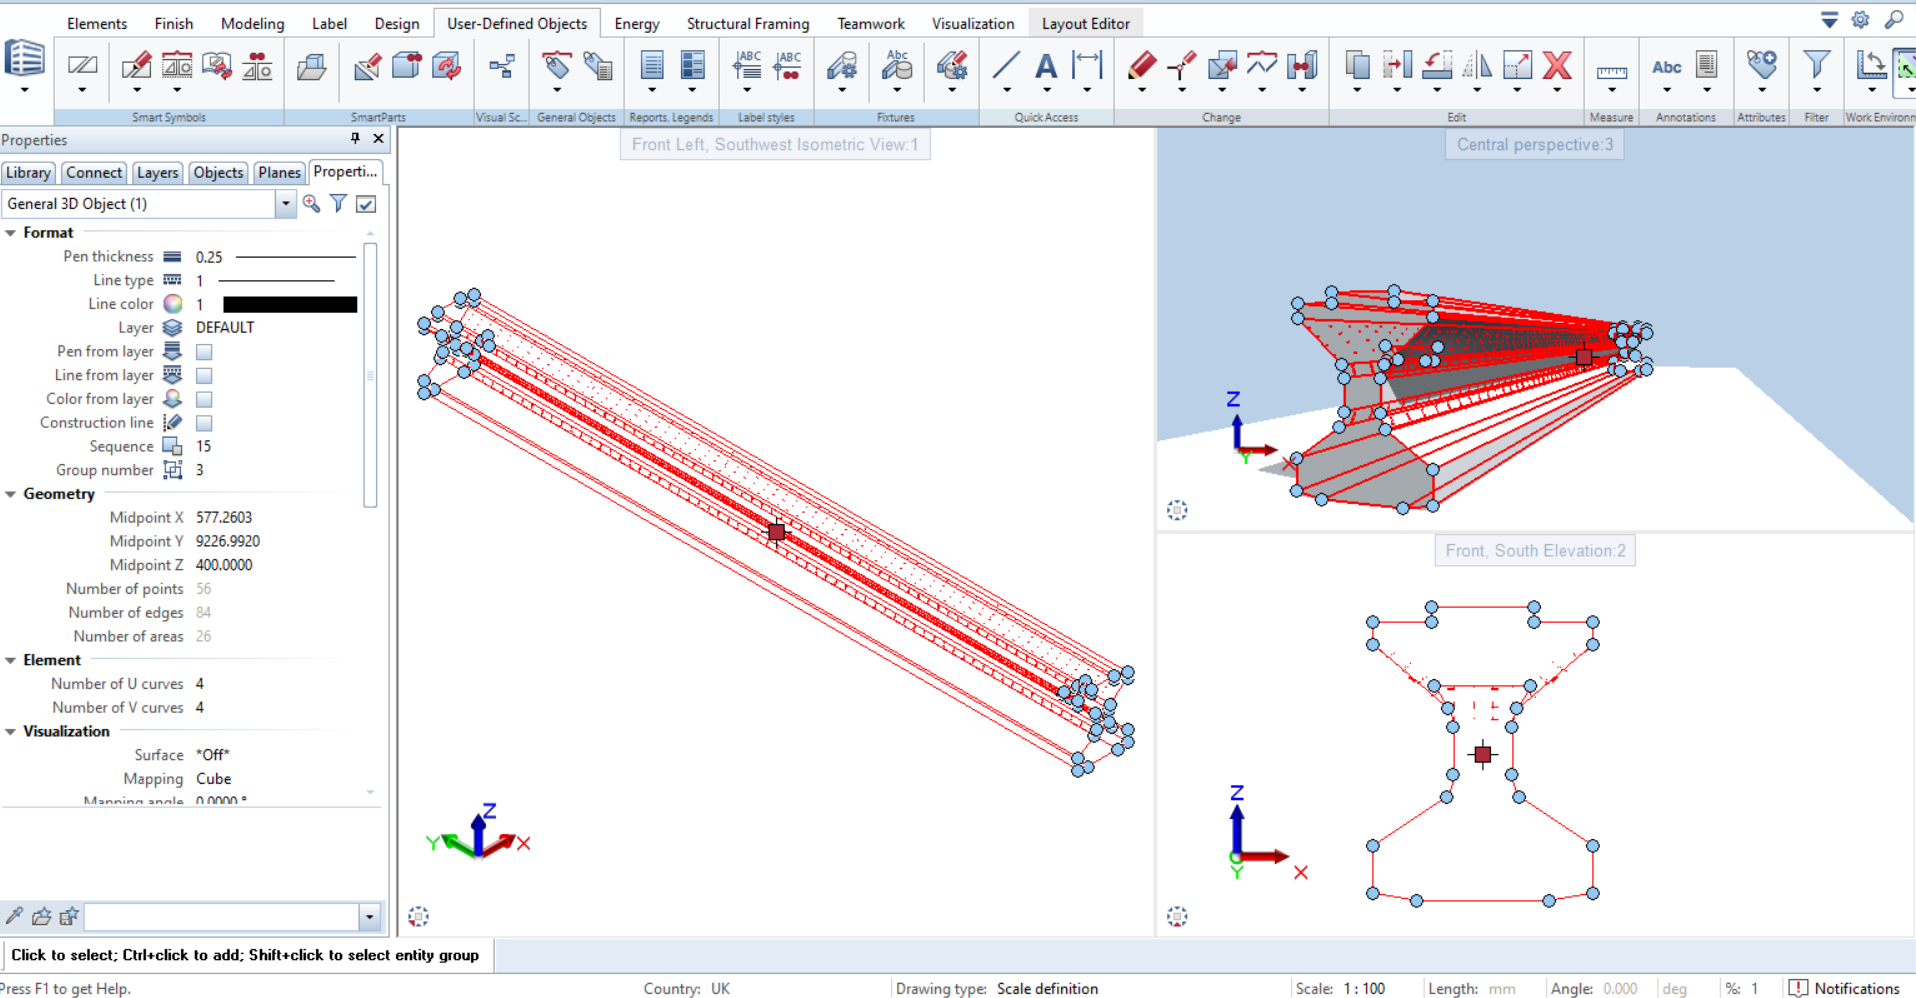 Elements Finish Modeling Label Design User-Defined Objects Energy Structural Framing Teamwork Visualization Layout Editor
ABC ABC Abc A Abc
Smart Symbols SmartParts Visual Sc... General Objects Reports, Legends Label styles Fixtures Quick Access Change Edit Measure Annotations Attributes Filter Work Environm
Properties
Library Connect Layers Objects Planes Properti...
General 3D Object (1)
Format
Pen thickness 0.25
Line type 1
Line color 1
Layer DEFAULT
Pen from layer
Line from layer
Color from layer
Construction line
Sequence 15
Group number 3
Geometry
Midpoint X 577.2603
Midpoint Y 9226.9920
Midpoint Z 400.0000
Number of points 56
Number of edges 84
Number of areas 26
Element
Number of U curves 4
Number of V curves 4
Visualization
Surface *Off*
Mapping Cube
Mapping angle 0.0000 °
Front Left, Southwest Isometric View:1
Z
Y X
Central perspective:3
Z
Y X
Front, South Elevation:2
Z
Y X
Click to select; Ctrl+click to add; Shift+click to select entity group
Press F1 to get Help. Country: UK Drawing type: Scale definition Scale: 1 : 100 Length: mm Angle: 0.000 deg %: 1 Notifications